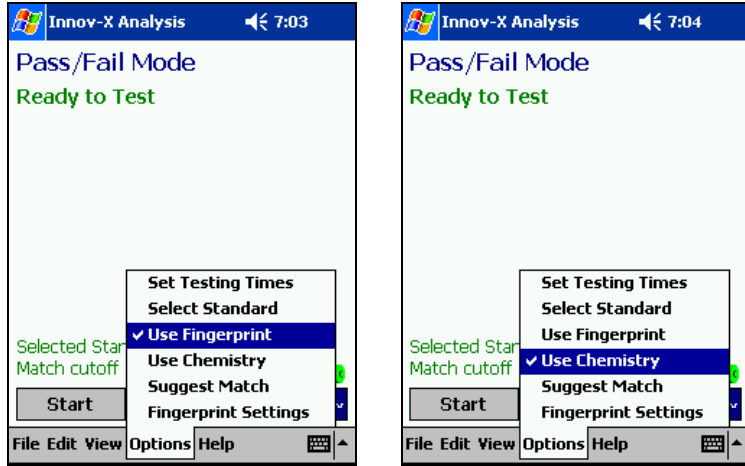 Innov-X Analysis 7:03
Pass/Fail Mode
Ready to Test
Set Testing Times
Select Standard
✓ Use Fingerprint
Use Chemistry
Suggest Match
Fingerprint Settings
Selected Stan
Match cutoff
Start
File Edit View Options Help
Innov-X Analysis 7:04
Pass/Fail Mode
Ready to Test
Set Testing Times
Select Standard
Use Fingerprint
✓ Use Chemistry
Suggest Match
Fingerprint Settings
Selected Stan
Match cutoff
Start
File Edit View Options Help